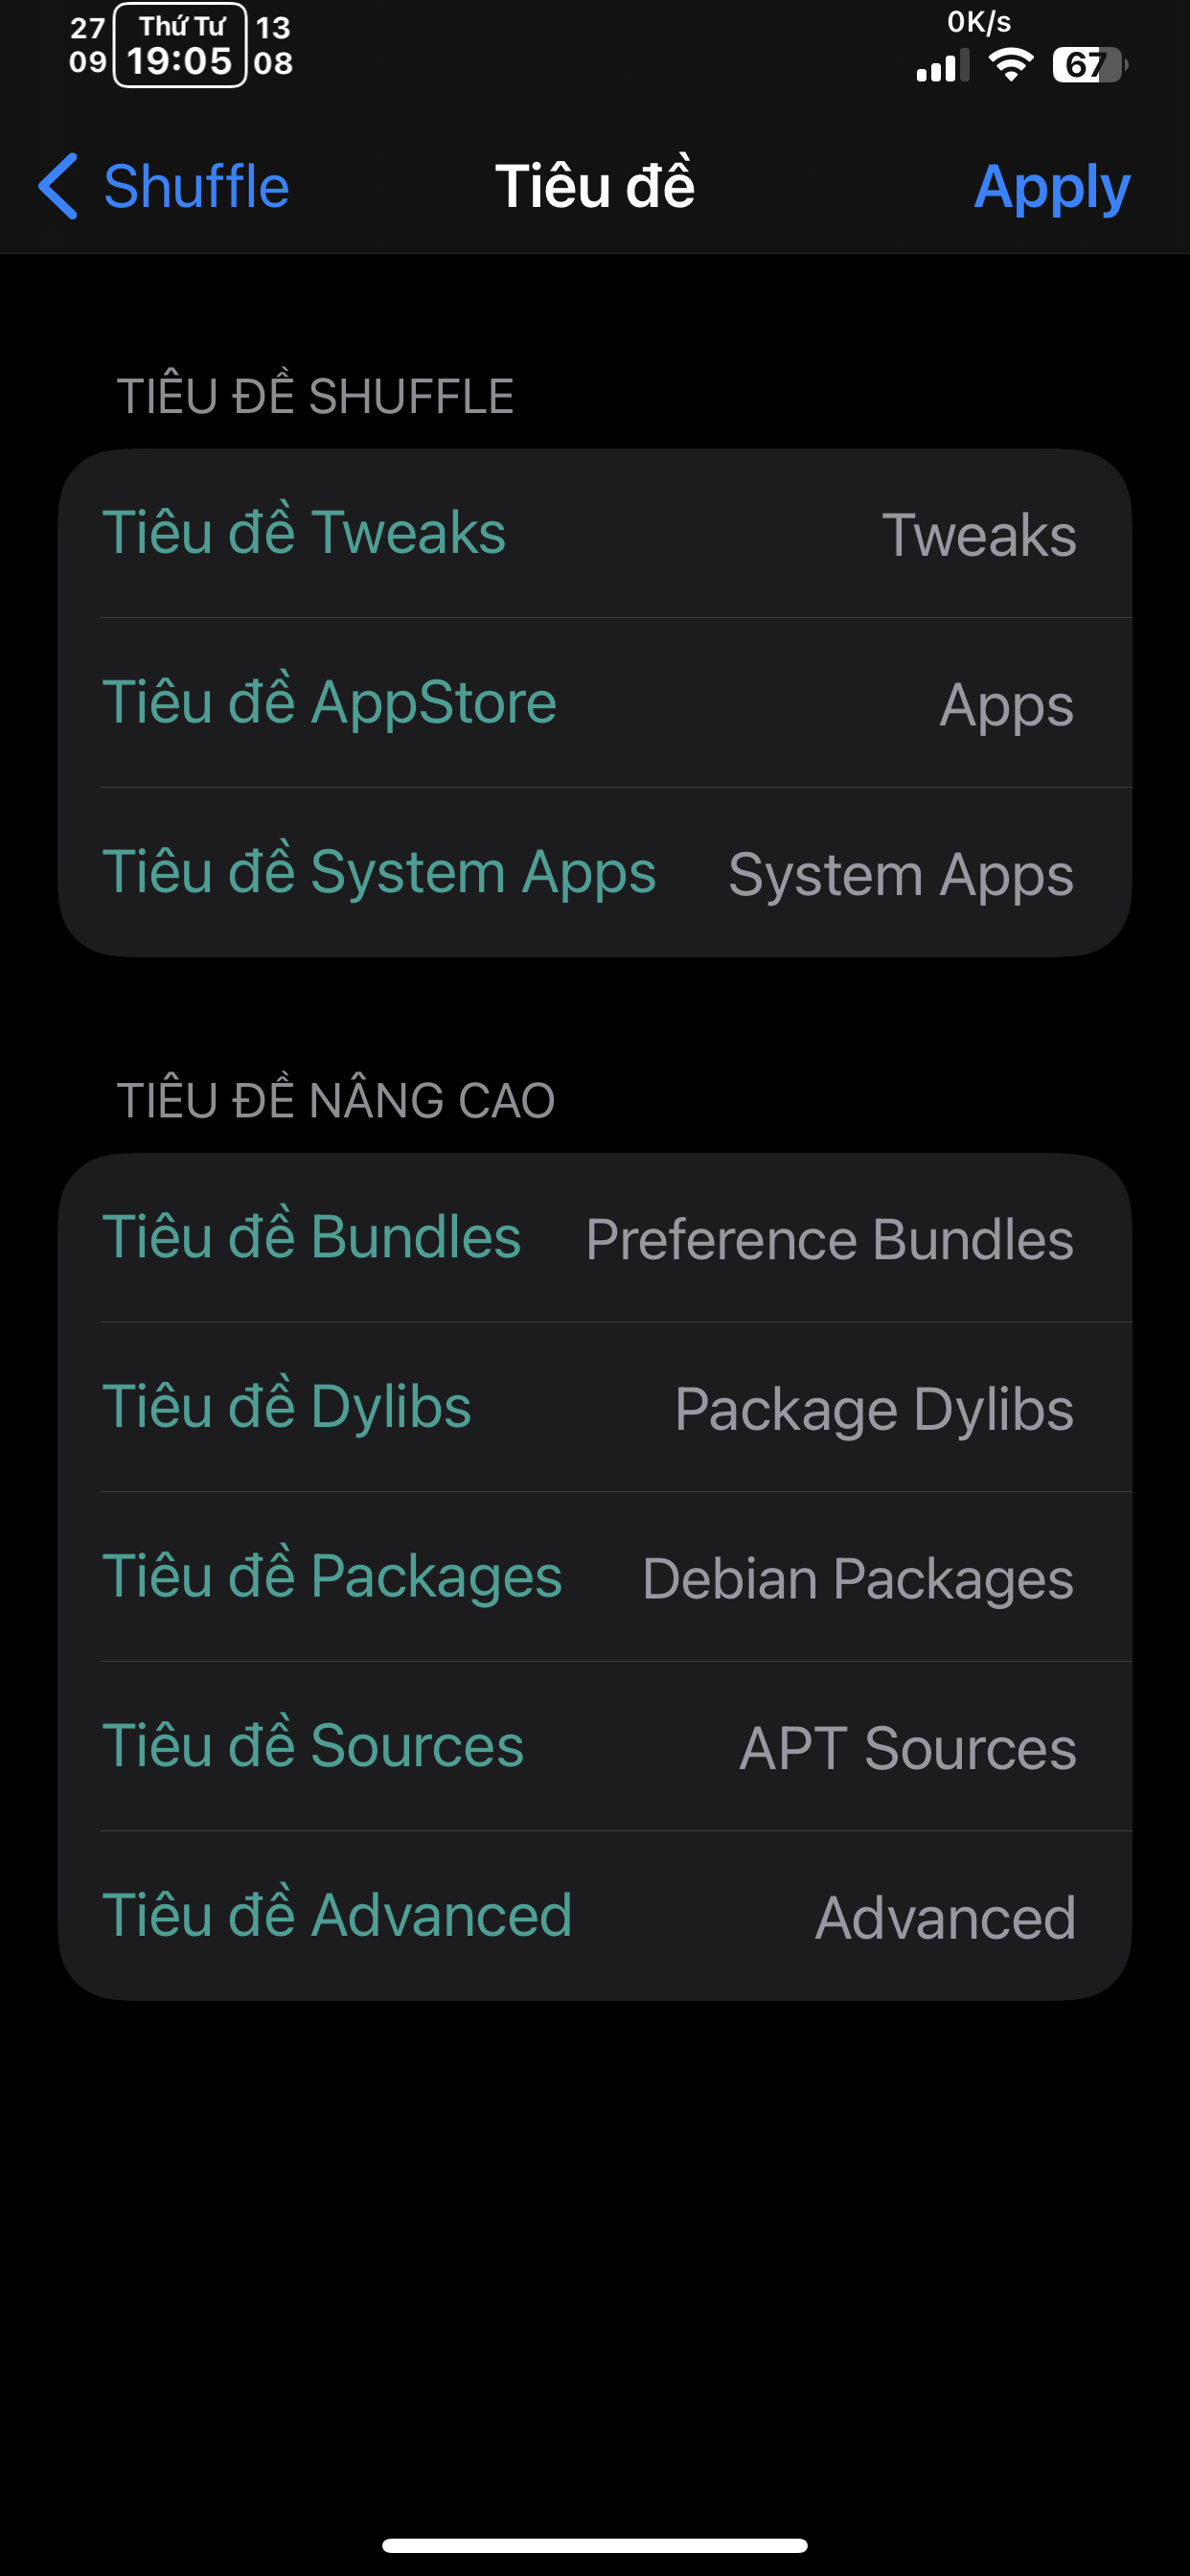 27 Thứ Tư 13
09 19:05 08
0K/s
67
Shuffle Tiêu đề Apply
TIÊU ĐỀ SHUFFLE
Tiêu đề Tweaks Tweaks
Tiêu đề AppStore Apps
Tiêu đề System Apps System Apps
TIÊU ĐỀ NÂNG CAO
Tiêu đề Bundles Preference Bundles
Tiêu đề Dylibs Package Dylibs
Tiêu đề Packages Debian Packages
Tiêu đề Sources APT Sources
Tiêu đề Advanced Advanced